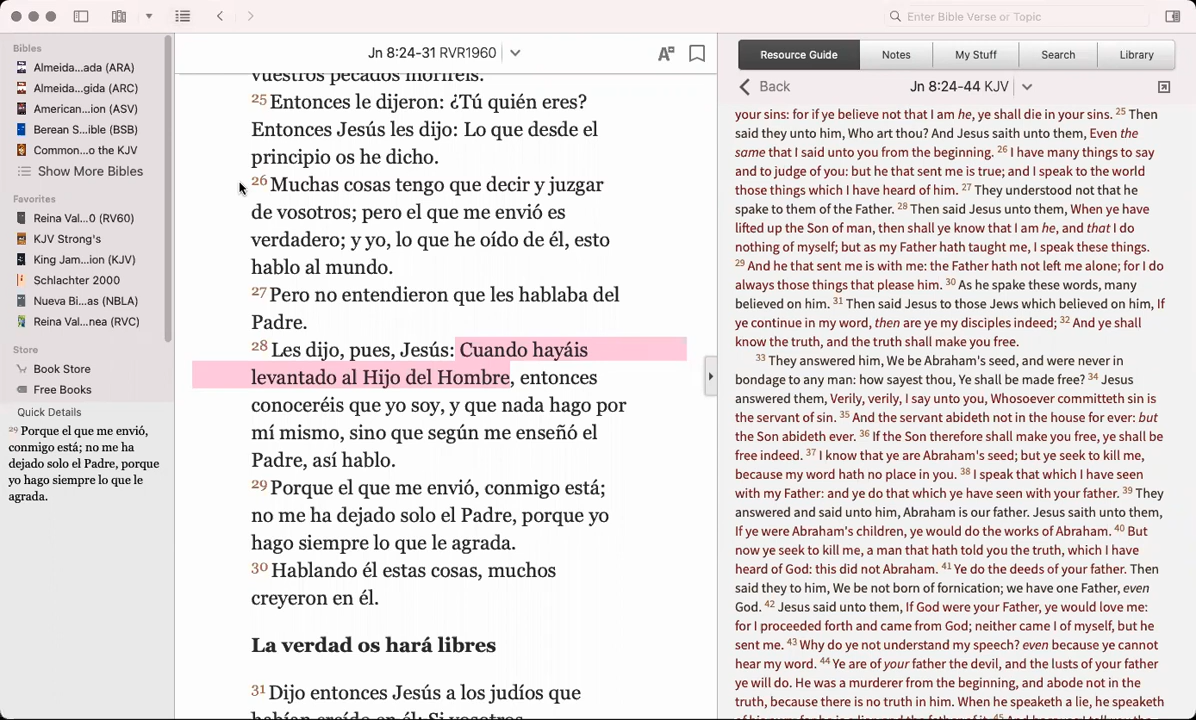 Enter Bible Verse or Topic
Bibles
Almeida...ada (ARA)
Almeida...gida (ARC)
American...ion (ASV)
Berean S...ible (BSB)
Common...o the KJV
Show More Bibles
Favorites
Reina Val...0 (RV60)
KJV Strong's
King Jam...ion (KJV)
Schlachter 2000
Nueva Bi...as (NBLA)
Reina Val...nea (RVC)
Store
Book Store
Free Books
Quick Details
29 Porque el que me envió,
conmigo está; no me ha
dejado solo el Padre, porque
yo hago siempre lo que le
agrada.
Jn 8:24-31 RVR1960
vuestros pecados moriréis.
25 Entonces le dijeron: ¿Tú quién eres?
Entonces Jesús les dijo: Lo que desde el
principio os he dicho.
26 Muchas cosas tengo que decir y juzgar
de vosotros; pero el que me envió es
verdadero; y yo, lo que he oído de él, esto
hablo al mundo.
27 Pero no entendieron que les hablaba del
Padre.
28 Les dijo, pues, Jesús: Cuando hayáis
levantado al Hijo del Hombre, entonces
conoceréis que yo soy, y que nada hago por
mí mismo, sino que según me enseñó el
Padre, así hablo.
29 Porque el que me envió, conmigo está;
no me ha dejado solo el Padre, porque yo
hago siempre lo que le agrada.
30 Hablando él estas cosas, muchos
creyeron en él.
La verdad os hará libres
31 Dijo entonces Jesús a los judíos que
habían creído en él: Si vosotros
Resource Guide Notes My Stuff Search Library
Back Jn 8:24-44 KJV
your sins: for if ye believe not that I am he, ye shall die in your sins. 25 Then
said they unto him, Who art thou? And Jesus saith unto them, Even the
same that I said unto you from the beginning. 26 I have many things to say
and to judge of you: but he that sent me is true; and I speak to the world
those things which I have heard of him. 27 They understood not that he
spake to them of the Father. 28 Then said Jesus unto them, When ye have
lifted up the Son of man, then shall ye know that I am he, and that I do
nothing of myself; but as my Father hath taught me, I speak these things.
29 And he that sent me is with me: the Father hath not left me alone; for I do
always those things that please him. 30 As he spake these words, many
believed on him. 31 Then said Jesus to those Jews which believed on him, If
ye continue in my word, then are ye my disciples indeed; 32 And ye shall
know the truth, and the truth shall make you free.
33 They answered him, We be Abraham's seed, and were never in
bondage to any man: how sayest thou, Ye shall be made free? 34 Jesus
answered them, Verily, verily, I say unto you, Whosoever committeth sin is
the servant of sin. 35 And the servant abideth not in the house for ever: but
the Son abideth ever. 36 If the Son therefore shall make you free, ye shall be
free indeed. 37 I know that ye are Abraham's seed; but ye seek to kill me,
because my word hath no place in you. 38 I speak that which I have seen
with my Father: and ye do that which ye have seen with your father. 39 They
answered and said unto him, Abraham is our father. Jesus saith unto them,
If ye were Abraham's children, ye would do the works of Abraham. 40 But
now ye seek to kill me, a man that hath told you the truth, which I have
heard of God: this did not Abraham. 41 Ye do the deeds of your father. Then
said they to him, We be not born of fornication; we have one Father, even
God. 42 Jesus said unto them, If God were your Father, ye would love me:
for I proceeded forth and came from God; neither came I of myself, but he
sent me. 43 Why do ye not understand my speech? even because ye cannot
hear my word. 44 Ye are of your father the devil, and the lusts of your father
ye will do. He was a murderer from the beginning, and abode not in the
truth, because there is no truth in him. When he speaketh a lie, he speaketh